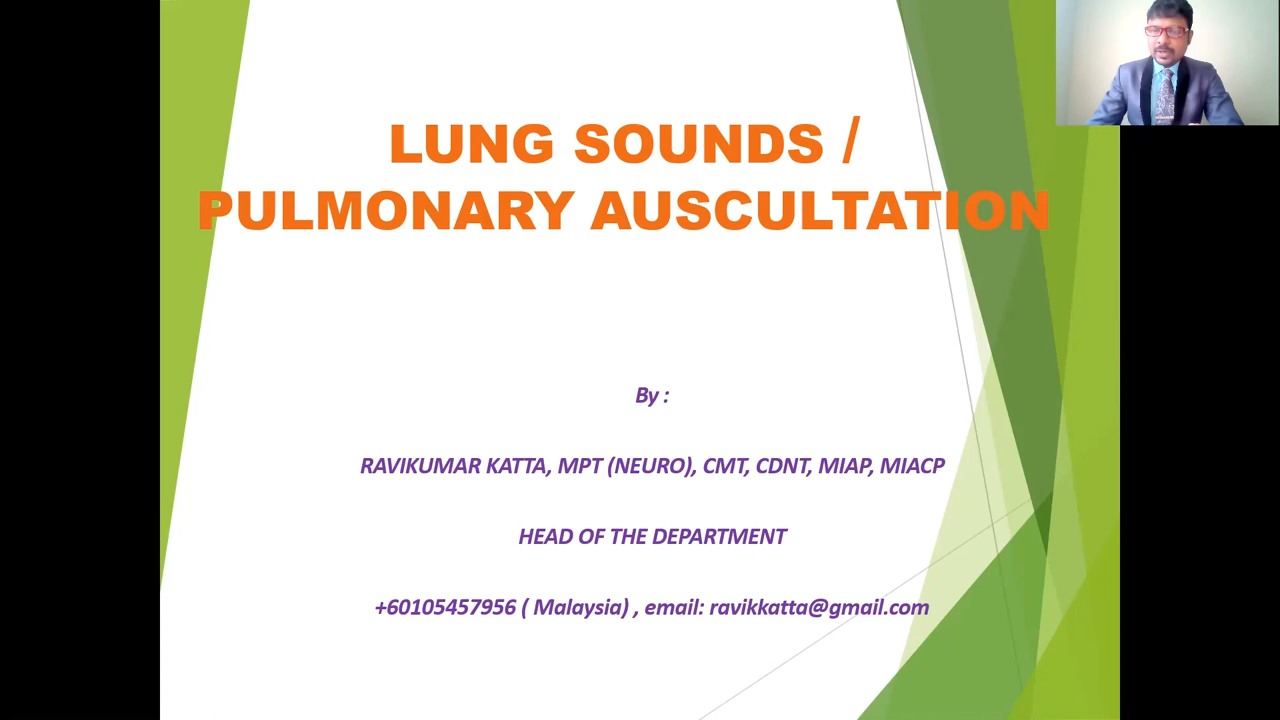 LUNG SOUNDS /
PULMONARY AUSCULTATION
By :
RAVIKUMAR KATTA, MPT (NEURO), CMT, CDNT, MIAP, MIACP
HEAD OF THE DEPARTMENT
+60105457956 ( Malaysia) , email: ravikkatta@gmail.com